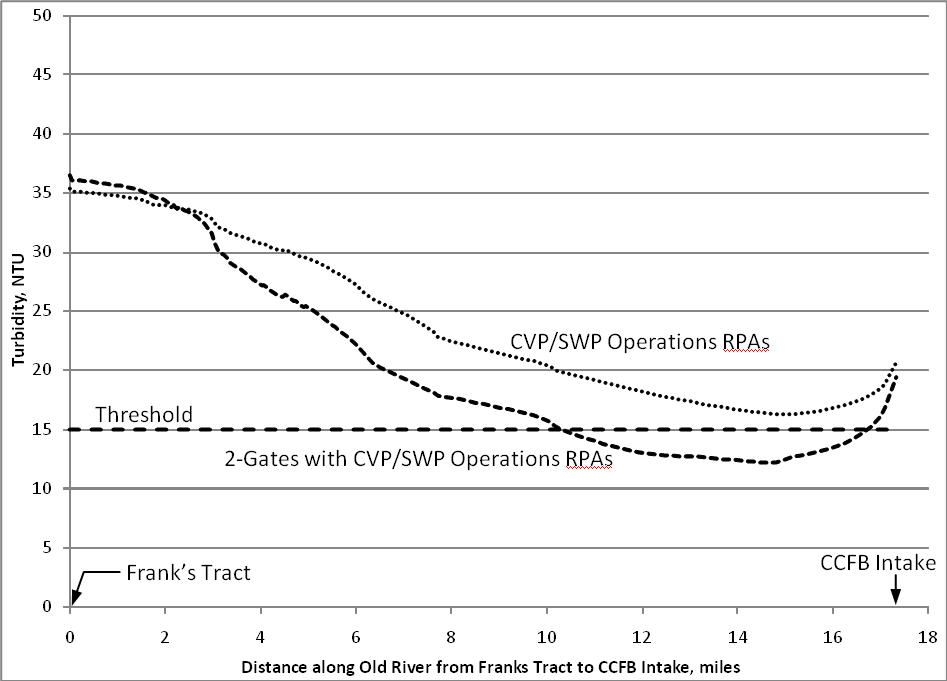 50
45
40
35
30
25
20
15
10
5
0
Turbidity, NTU
CVP/SWP Operations RPAs
Threshold
2-Gates with CVP/SWP Operations RPAs
Frank's Tract
CCFB Intake
0 2 4 6 8 10 12 14 16 18
Distance along Old River from Franks Tract to CCFB Intake, miles